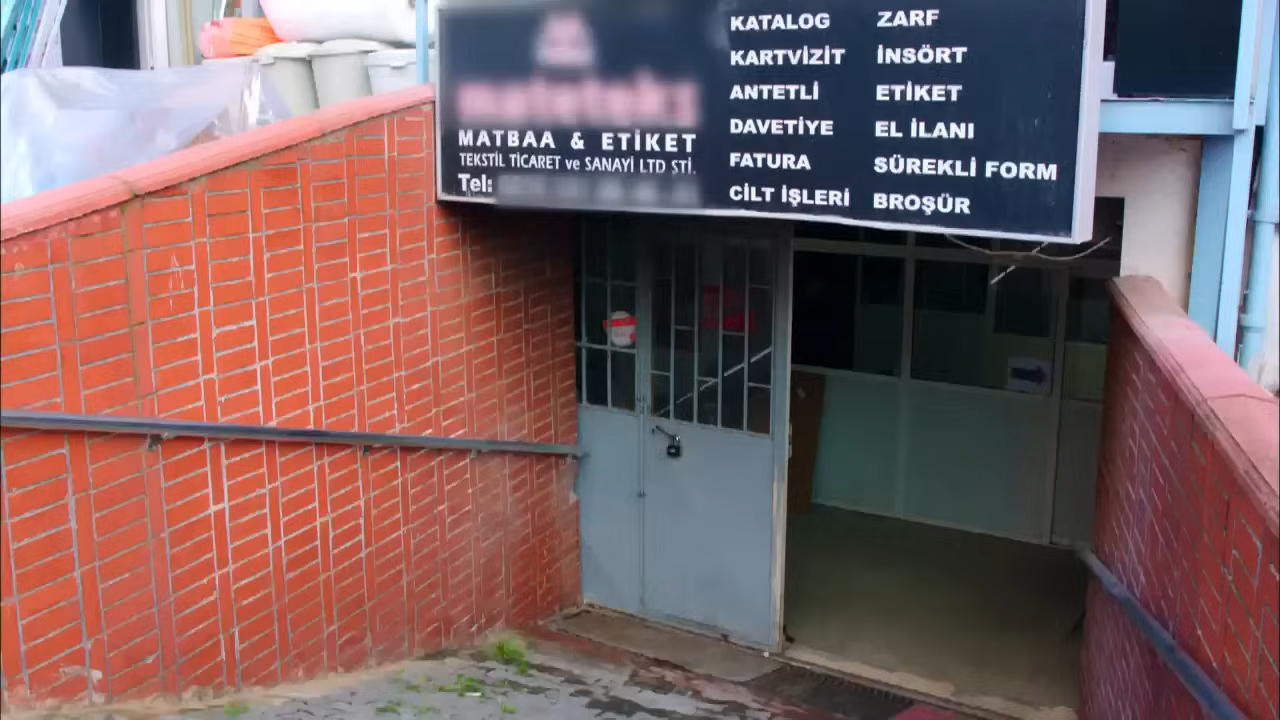 MATBAA & ETİKET
TEKSTİL TİCARET ve SANAYİ LTD ŞTİ.
Tel:
KATALOG
KARTVİZİT
ANTETLİ
DAVETİYE
FATURA
CİLT İŞLERİ
ZARF
İNSÖRT
ETİKET
EL İLANI
SÜREKLİ FORM
BROŞÜR